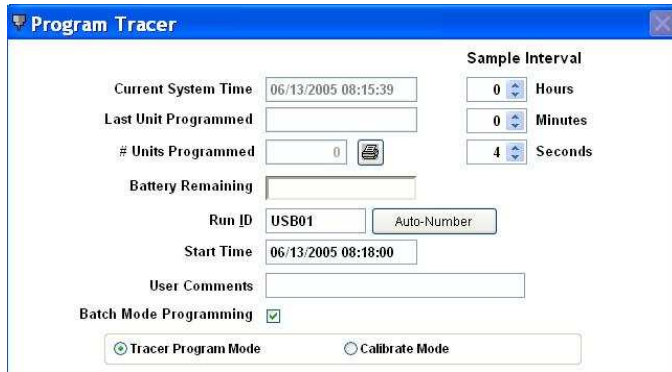 Program Tracer
Sample Interval
Current System Time 06/13/2005 08:15:39 0 Hours
Last Unit Programmed 0 Minutes
# Units Programmed 0 4 Seconds
Battery Remaining
Run ID USB01 Auto-Number
Start Time 06/13/2005 08:18:00
User Comments
Batch Mode Programming
Tracer Program Mode Calibrate Mode